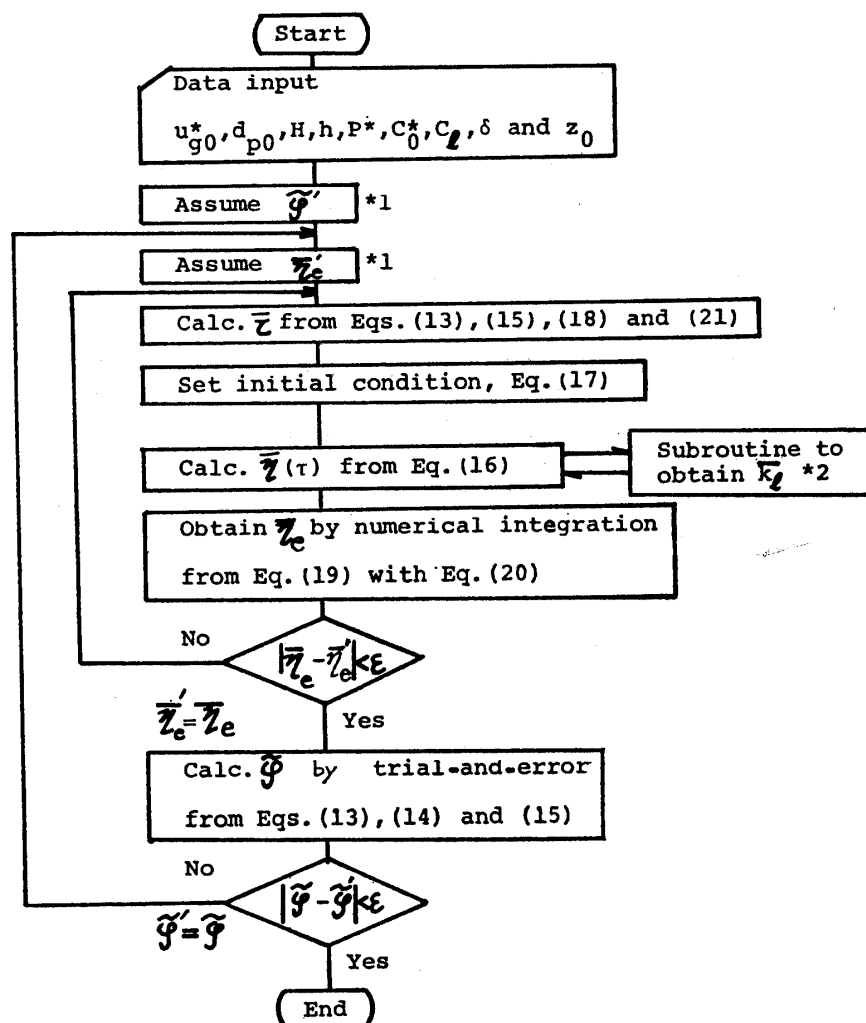 Start
Data input
u*g0, dp0, H, h, P*, C*0, Cℓ, δ and z0
Assume φ̃' *1
Assume η̄e' *1
Calc. τ̄ from Eqs. (13), (15), (18) and (21)
Set initial condition, Eq. (17)
Calc. η̄(τ) from Eq. (16)
Subroutine to
obtain k̄ℓ *2
Obtain η̄e by numerical integration
from Eq. (19) with Eq. (20)
No
|η̄e - η̄e'| < ε
η̄e' = η̄e
Yes
Calc. φ̃ by trial-and-error
from Eqs. (13), (14) and (15)
No
|φ̃ - φ̃'| < ε
φ̃' = φ̃
Yes
End